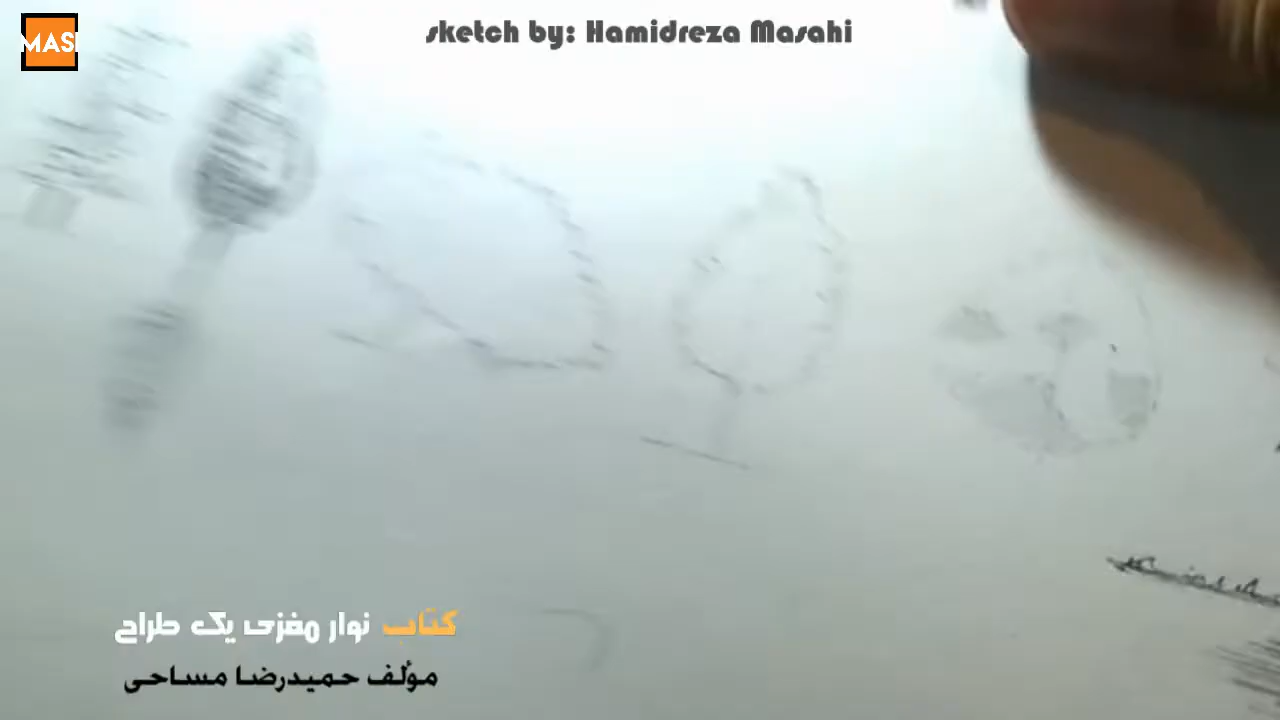 sketch by: Hamidreza Masahi
MASI
کتاب نوار مغزی یک طراح
مؤلف حمیدرضا مساحی